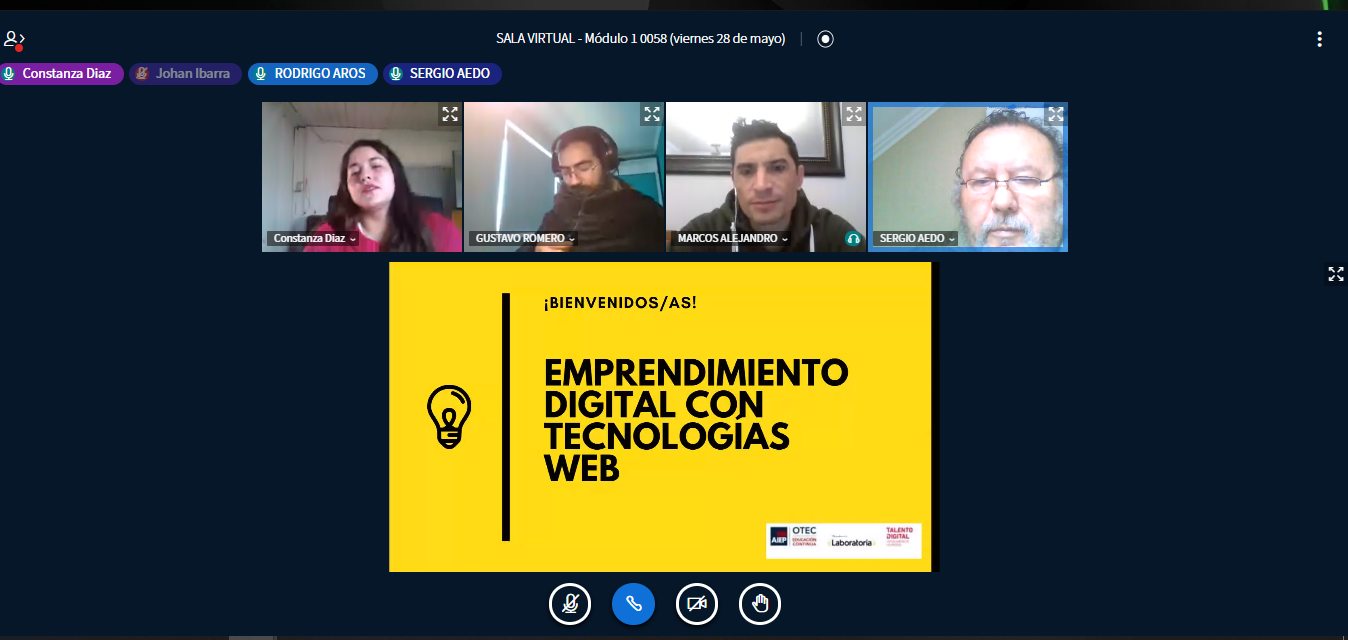 SALA VIRTUAL - Módulo 1 0058 (viernes 28 de mayo)
Constanza Diaz
Johan Ibarra
RODRIGO AROS
SERGIO AEDO
Constanza Diaz
GUSTAVO ROMERO
MARCOS ALEJANDRO
SERGIO AEDO
¡BIENVENIDOS/AS!
EMPRENDIMIENTO
DIGITAL CON
TECNOLOGÍAS
WEB
AIEP
OTEC
EDUCACIÓN
CONTINUA
Laboratoria
TALENTO
DIGITAL